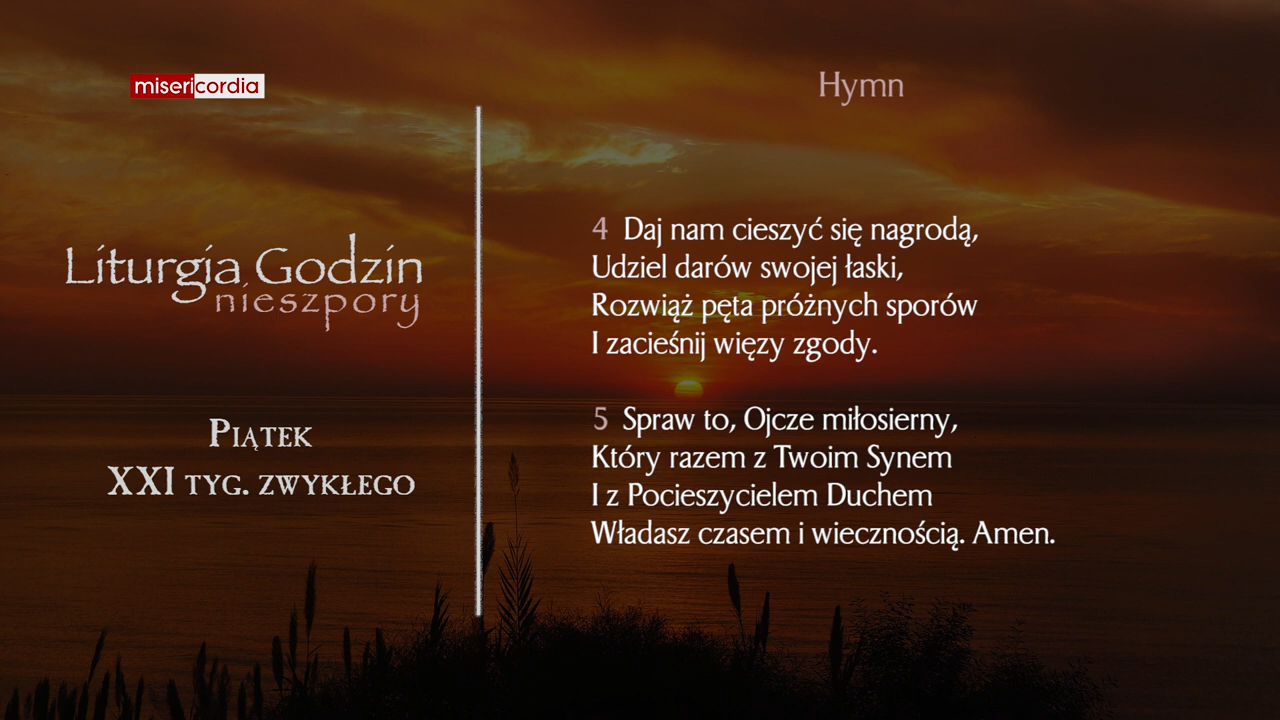 misericordia
Liturgia Godzin
nieszpory
Piątek
XXI tyg. zwykłego
Hymn
4 Daj nam cieszyć się nagrodą,
Udziel darów swojej łaski,
Rozwiąż pęta próżnych sporów
I zacieśnij więzy zgody.
5 Spraw to, Ojcze miłosierny,
Który razem z Twoim Synem
I z Pocieszycielem Duchem
Władasz czasem i wiecznością. Amen.